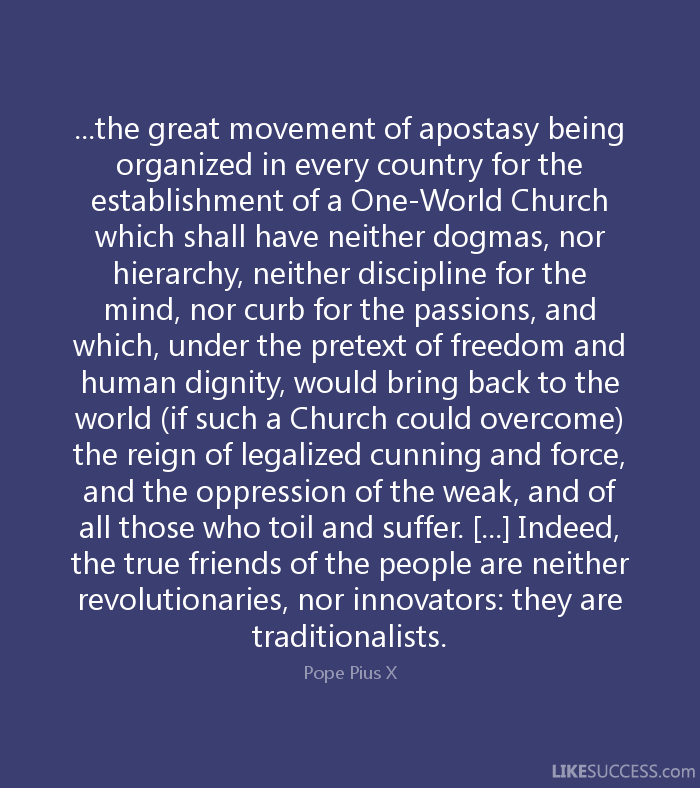 ...the great movement of apostasy being
organized in every country for the
establishment of a One-World Church
which shall have neither dogmas, nor
hierarchy, neither discipline for the
mind, nor curb for the passions, and
which, under the pretext of freedom and
human dignity, would bring back to the
world (if such a Church could overcome)
the reign of legalized cunning and force,
and the oppression of the weak, and of
all those who toil and suffer. [...] Indeed,
the true friends of the people are neither
revolutionaries, nor innovators: they are
traditionalists.
Pope Pius X
LIKESUCCESS.com